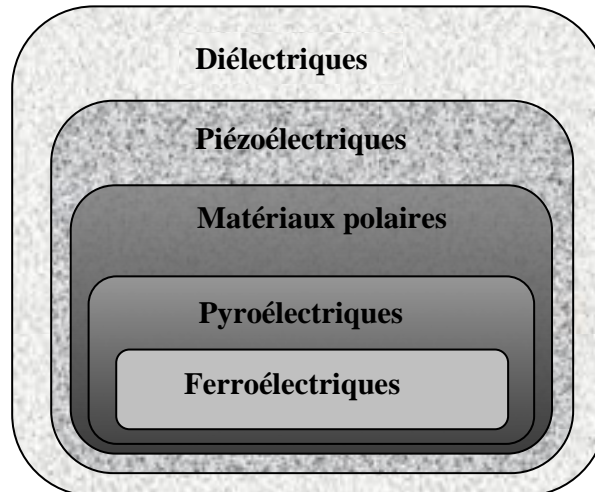 Diélectriques
Piézoélectriques
Matériaux polaires
Pyroélectriques
Ferroélectriques